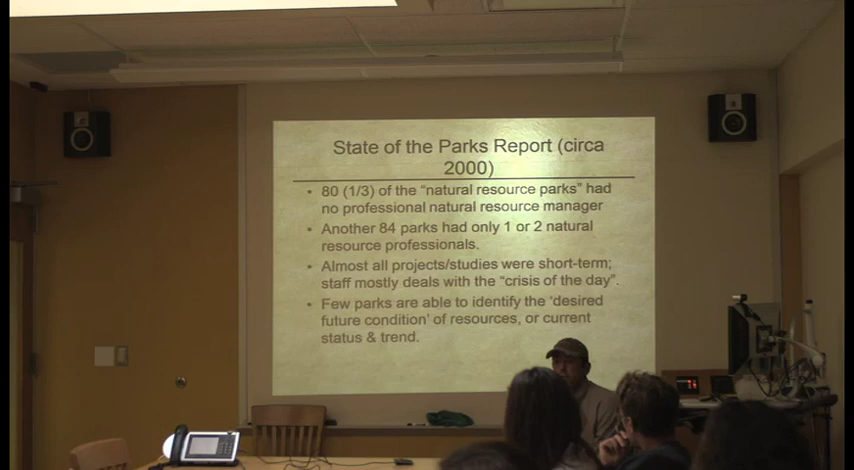 State of the Parks Report (circa
2000)
• 80 (1/3) of the “natural resource parks” had
no professional natural resource manager
• Another 84 parks had only 1 or 2 natural
resource professionals.
• Almost all projects/studies were short-term;
staff mostly deals with the “crisis of the day”.
• Few parks are able to identify the ‘desired
future condition’ of resources, or current
status & trend.